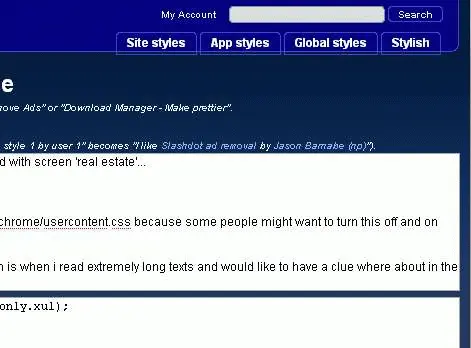 My Account Search
Site styles App styles Global styles Stylish
e
nove Ads" or "Download Manager - Make prettier".
style 1 by user 1" becomes "I like Slashdot ad removal by Jason Barnabe (np)").
d with screen 'real estate'...
chrome/usercontent.css because some people might want to turn this off and on
n is when i read extremely long texts and would like to have a clue where about in the
only.xul);